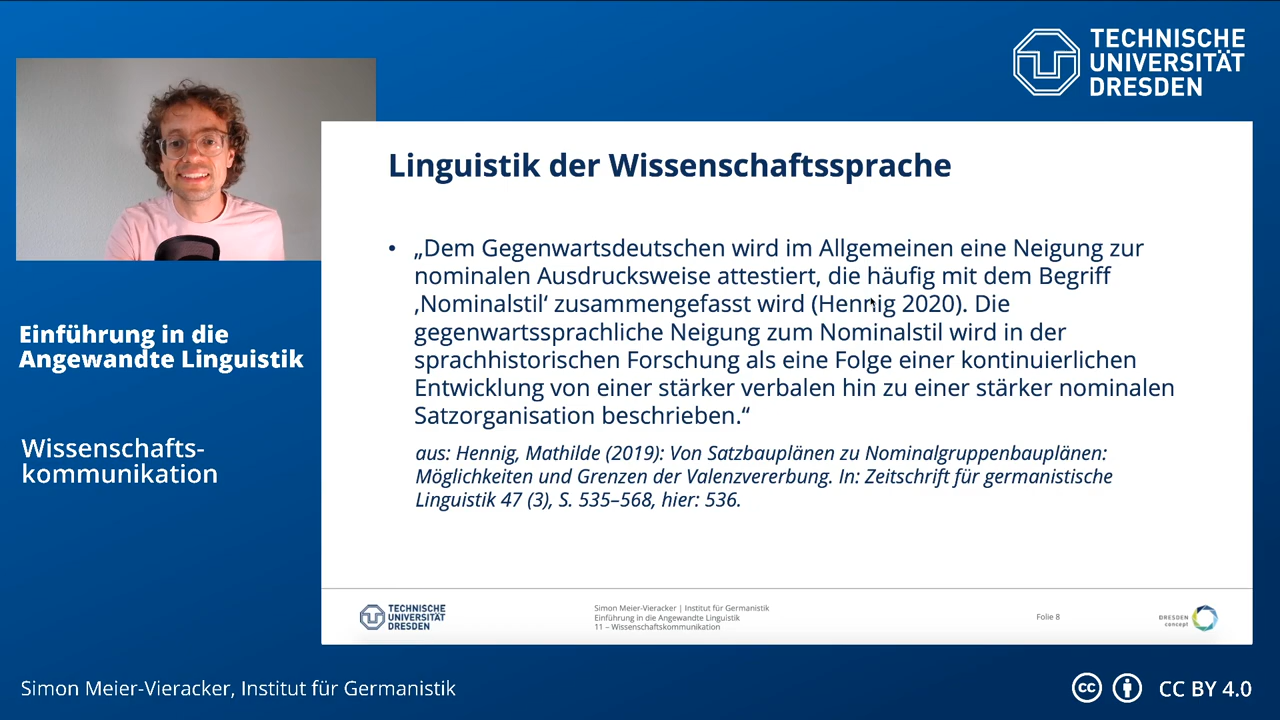 TECHNISCHE
UNIVERSITÄT
DRESDEN
Linguistik der Wissenschaftssprache
• „Dem Gegenwartsdeutschen wird im Allgemeinen eine Neigung zur
nominalen Ausdrucksweise attestiert, die häufig mit dem Begriff
‚Nominalstil‘ zusammengefasst wird (Hennig 2020). Die
gegenwartssprachliche Neigung zum Nominalstil wird in der
sprachhistorischen Forschung als eine Folge einer kontinuierlichen
Entwicklung von einer stärker verbalen hin zu einer stärker nominalen
Satzorganisation beschrieben.“
aus: Hennig, Mathilde (2019): Von Satzbauplänen zu Nominalgruppenbauplänen:
Möglichkeiten und Grenzen der Valenzvererbung. In: Zeitschrift für germanistische
Linguistik 47 (3), S. 535–568, hier: 536.
Einführung in die
Angewandte Linguistik
Wissenschafts-
kommunikation
TECHNISCHE
UNIVERSITÄT
DRESDEN
Simon Meier-Vieracker | Institut für Germanistik
Einführung in die Angewandte Linguistik
11 – Wissenschaftskommunikation
Folie 8
DRESDEN
concept
Simon Meier-Vieracker, Institut für Germanistik
cc CC BY 4.0